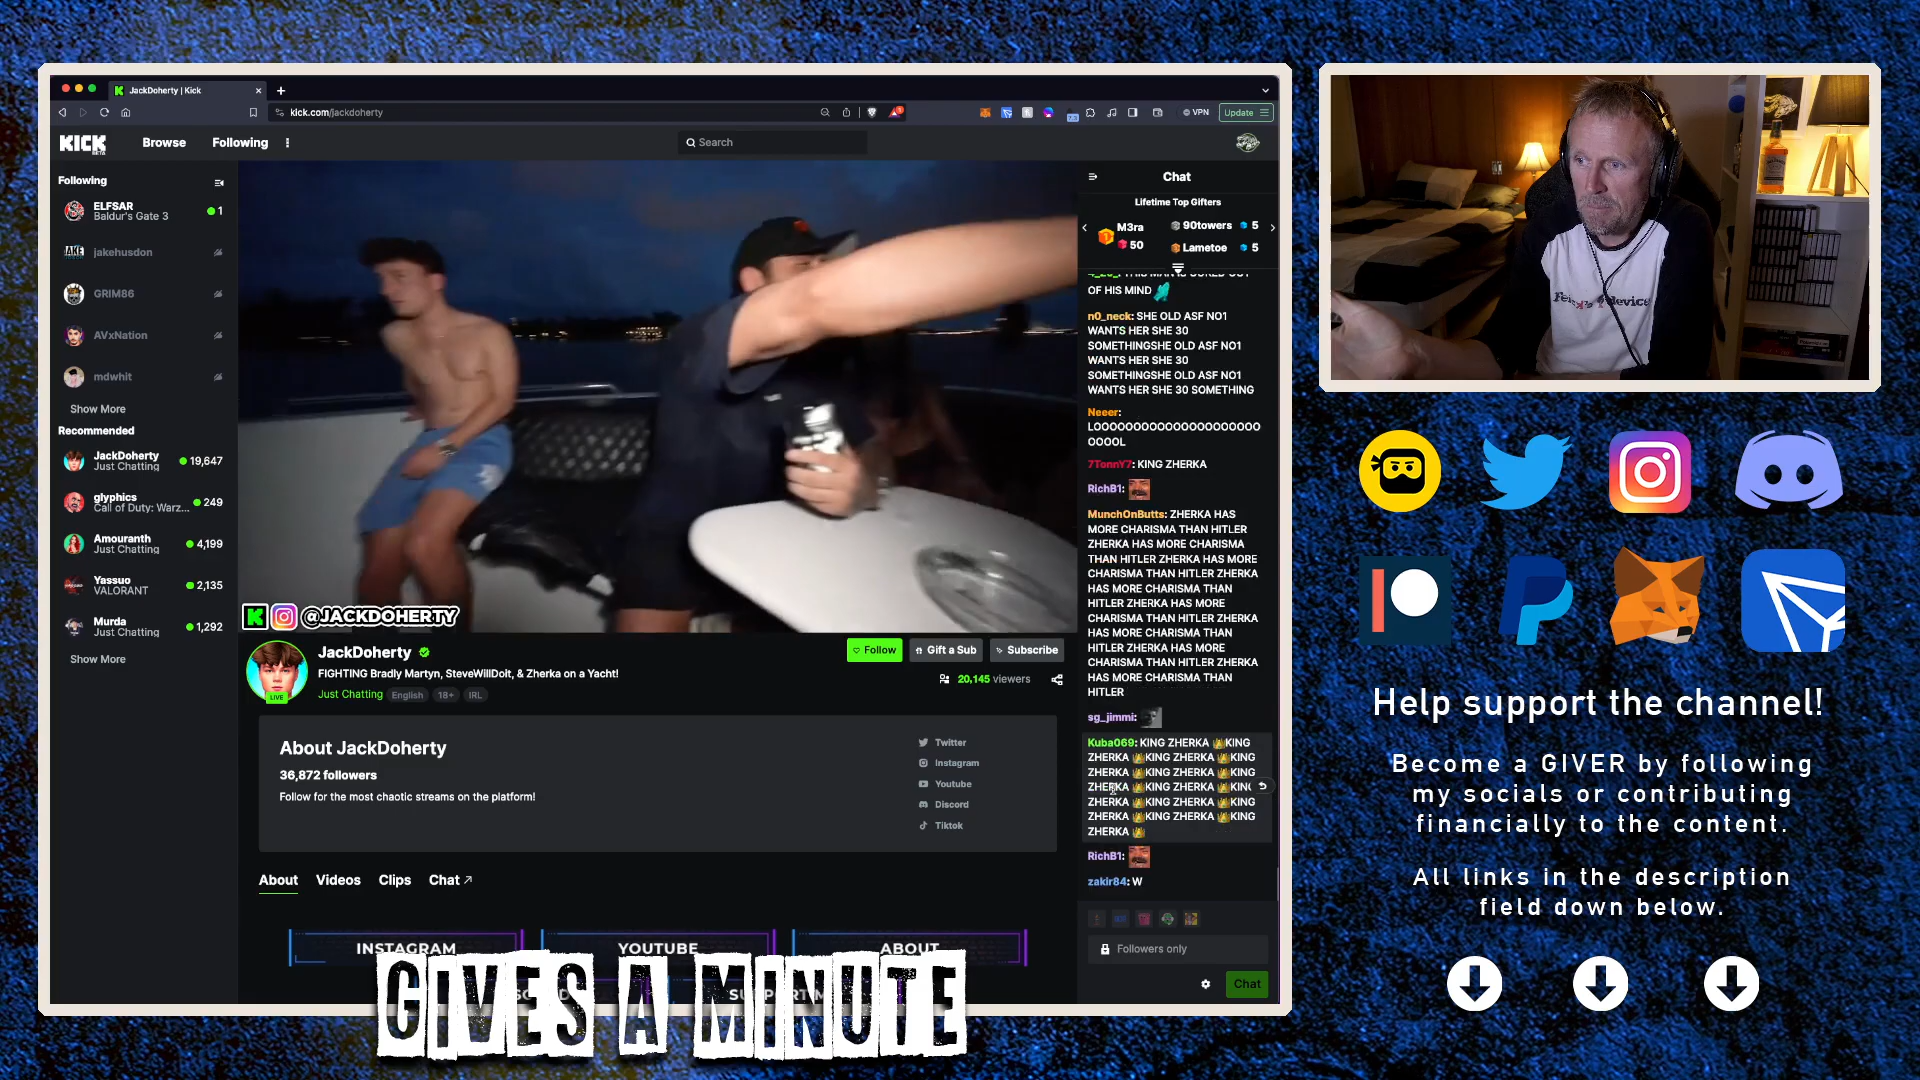 JackDoherty | Kick
kick.com/jackdoherty
VPN
Update
KICK
BETA
Browse
Following
Search
Following
ELFSAR
Baldur's Gate 3
1
jakehusdon
GRIM86
AVxNation
mdwhit
Show More
Recommended
JackDoherty
Just Chatting
19,647
glyphics
Call of Duty: Warz...
249
Amouranth
Just Chatting
4,199
Yassuo
VALORANT
2,135
Murda
Just Chatting
1,292
Show More
@JACKDOHERTY
LIVE
JackDoherty
FIGHTING Bradly Martyn, SteveWillDoIt, & Zherka on a Yacht!
Just Chatting English 18+ IRL
Follow
Gift a Sub
Subscribe
20,145 viewers
About JackDoherty
36,872 followers
Follow for the most chaotic streams on the platform!
Twitter
Instagram
Youtube
Discord
Tiktok
About
Videos
Clips
Chat
INSTAGRAM
YOUTUBE
ABOUT
Chat
Lifetime Top Gifters
M3ra
50
90towers 5
Lametoe 5
OF HIS MIND
n0_neck: SHE OLD ASF NO1
WANTS HER SHE 30
SOMETHINGSHE OLD ASF NO1
WANTS HER SHE 30
SOMETHINGSHE OLD ASF NO1
WANTS HER SHE 30 SOMETHING
Neeer:
LOOOOOOOOOOOOOOOOOOOOO
OOOOL
7TonnY7: KING ZHERKA
RichB1:
MunchOnButts: ZHERKA HAS
MORE CHARISMA THAN HITLER
ZHERKA HAS MORE CHARISMA
THAN HITLER ZHERKA HAS MORE
CHARISMA THAN HITLER ZHERKA
HAS MORE CHARISMA THAN
HITLER ZHERKA HAS MORE
CHARISMA THAN HITLER ZHERKA
HAS MORE CHARISMA THAN
HITLER ZHERKA HAS MORE
CHARISMA THAN HITLER ZHERKA
HAS MORE CHARISMA THAN
HITLER
sg_jimmi:
Kuba069: KING ZHERKA KING
ZHERKA KING ZHERKA KING
ZHERKA KING ZHERKA KING
ZHERKA KING ZHERKA KING
ZHERKA KING ZHERKA KING
ZHERKA KING ZHERKA KING
ZHERKA
RichB1:
zakir84: W
Followers only
Chat
GIVES A MINUTE
Help support the channel!
Become a GIVER by following
my socials or contributing
financially to the content.
All links in the description
field down below.